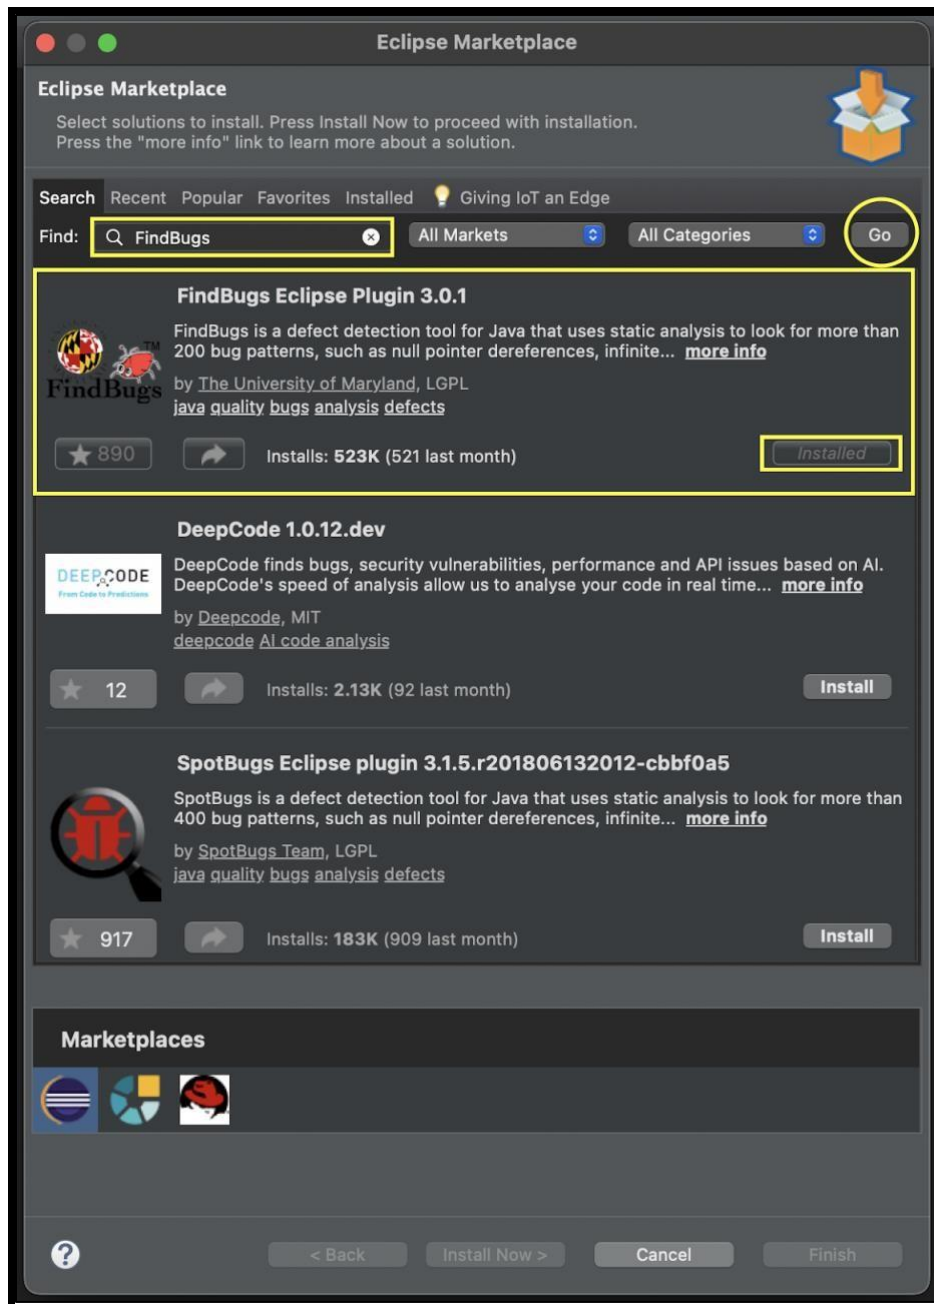 Eclipse Marketplace
Eclipse Marketplace
Select solutions to install. Press Install Now to proceed with installation.
Press the "more info" link to learn more about a solution.
Search Recent Popular Favorites Installed Giving IoT an Edge
Find: FindBugs All Markets All Categories Go
FindBugs Eclipse Plugin 3.0.1
FindBugs is a defect detection tool for Java that uses static analysis to look for more than
200 bug patterns, such as null pointer dereferences, infinite... more info
FindBugs TM
by The University of Maryland, LGPL
java quality bugs analysis defects
890 Installs: 523K (521 last month) Installed
DeepCode 1.0.12.dev
DEEPCODE
From Code to Predictions
DeepCode finds bugs, security vulnerabilities, performance and API issues based on AI.
DeepCode's speed of analysis allow us to analyse your code in real time... more info
by Deepcode, MIT
deepcode AI code analysis
12 Installs: 2.13K (92 last month) Install
SpotBugs Eclipse plugin 3.1.5.r201806132012-cbbf0a5
SpotBugs is a defect detection tool for Java that uses static analysis to look for more than
400 bug patterns, such as null pointer dereferences, infinite... more info
by SpotBugs Team, LGPL
java quality bugs analysis defects
917 Installs: 183K (909 last month) Install
Marketplaces
? < Back Install Now > Cancel Finish